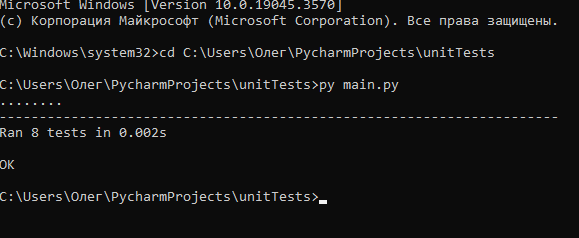 Microsoft Windows [Version 10.0.19045.3570]
(c) Корпорация Майкрософт (Microsoft Corporation). Все права защищены.
C:\Windows\system32>cd C:\Users\Олег\PycharmProjects\unitTests
C:\Users\Олег\PycharmProjects\unitTests>py main.py
........
----------------------------------------------------------------------
Ran 8 tests in 0.002s
OK
C:\Users\Олег\PycharmProjects\unitTests>